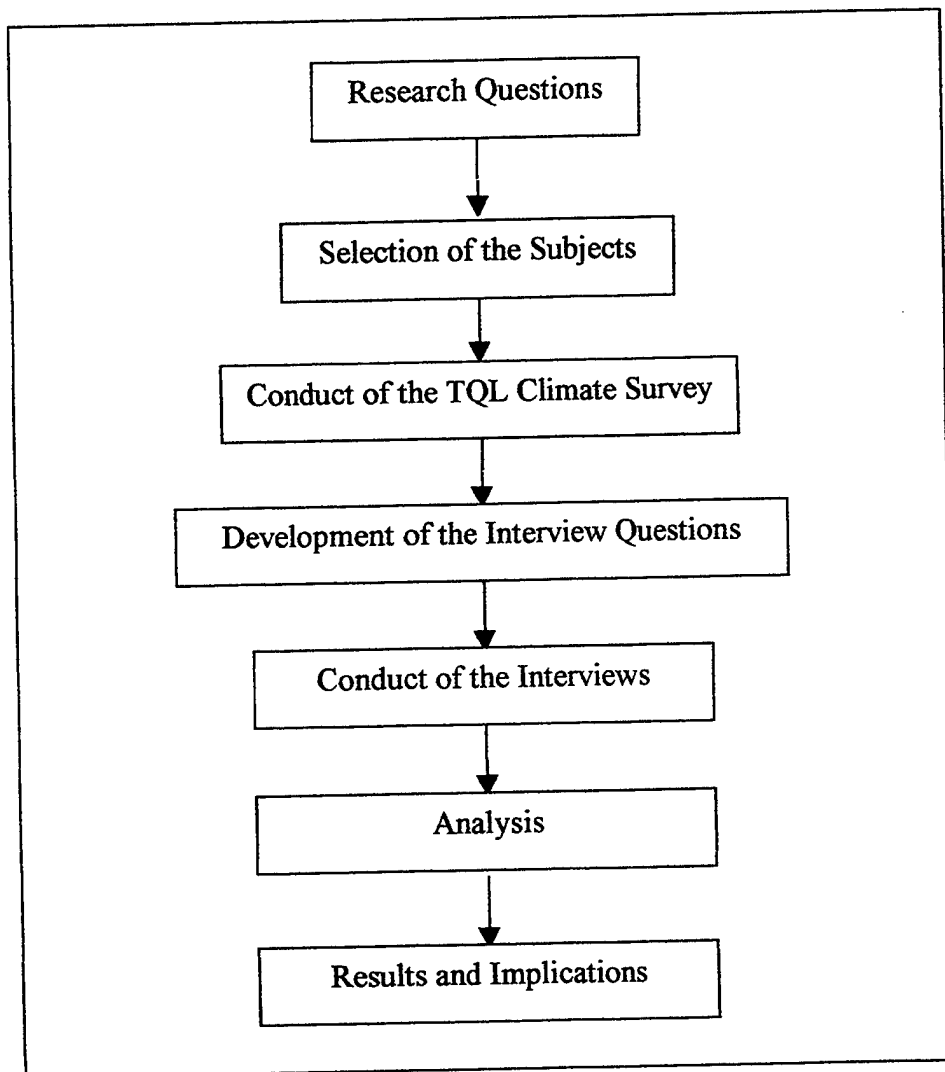 Research Questions
Selection of the Subjects
Conduct of the TQL Climate Survey
Development of the Interview Questions
Conduct of the Interviews
Analysis
Results and Implications